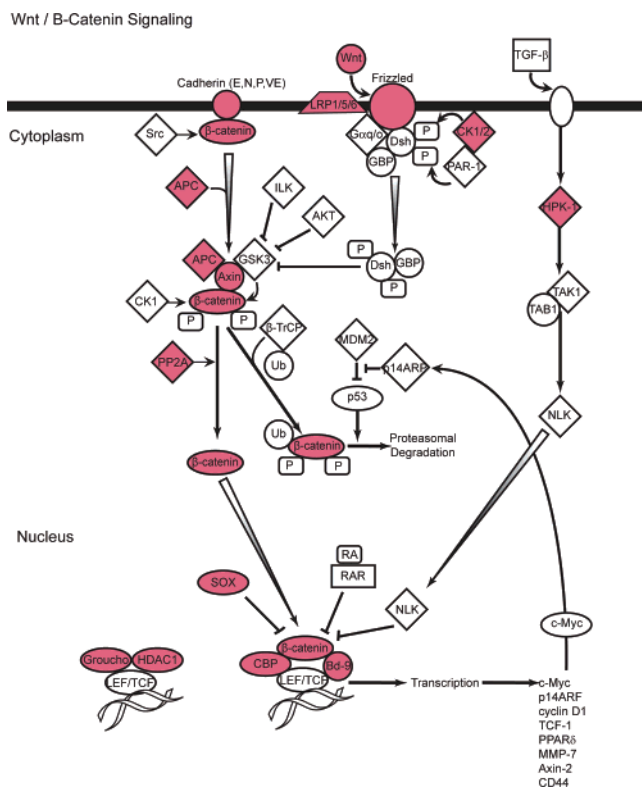 Wnt / B-Catenin Signaling
Wnt
TGF-β
Cadherin (E,N,P,VE)
Frizzled
LRP1/5/6
Cytoplasm
Src
β-catenin
Gαq/o
Dsh
GBP
P
P
CK1/2
PAR-1
APC
ILK
AKT
HPK-1
APC
GSK3
Axin
P
Dsh
GBP
P
CK1
β-catenin
P
P
TAK1
TAB1
β-TrCP
Ub
MDM2
p14ARP
PP2A
p53
NLK
Ub
β-catenin
P
P
Proteasomal
Degradation
β-catenin
Nucleus
RA
RAR
SOX
NLK
c-Myc
β-catenin
Groucho
HDAC1
CBP
Bd-9
LEF/TCF
LEF/TCF
Transcription
c-Myc
p14ARF
cyclin D1
TCF-1
PPARδ
MMP-7
Axin-2
CD44